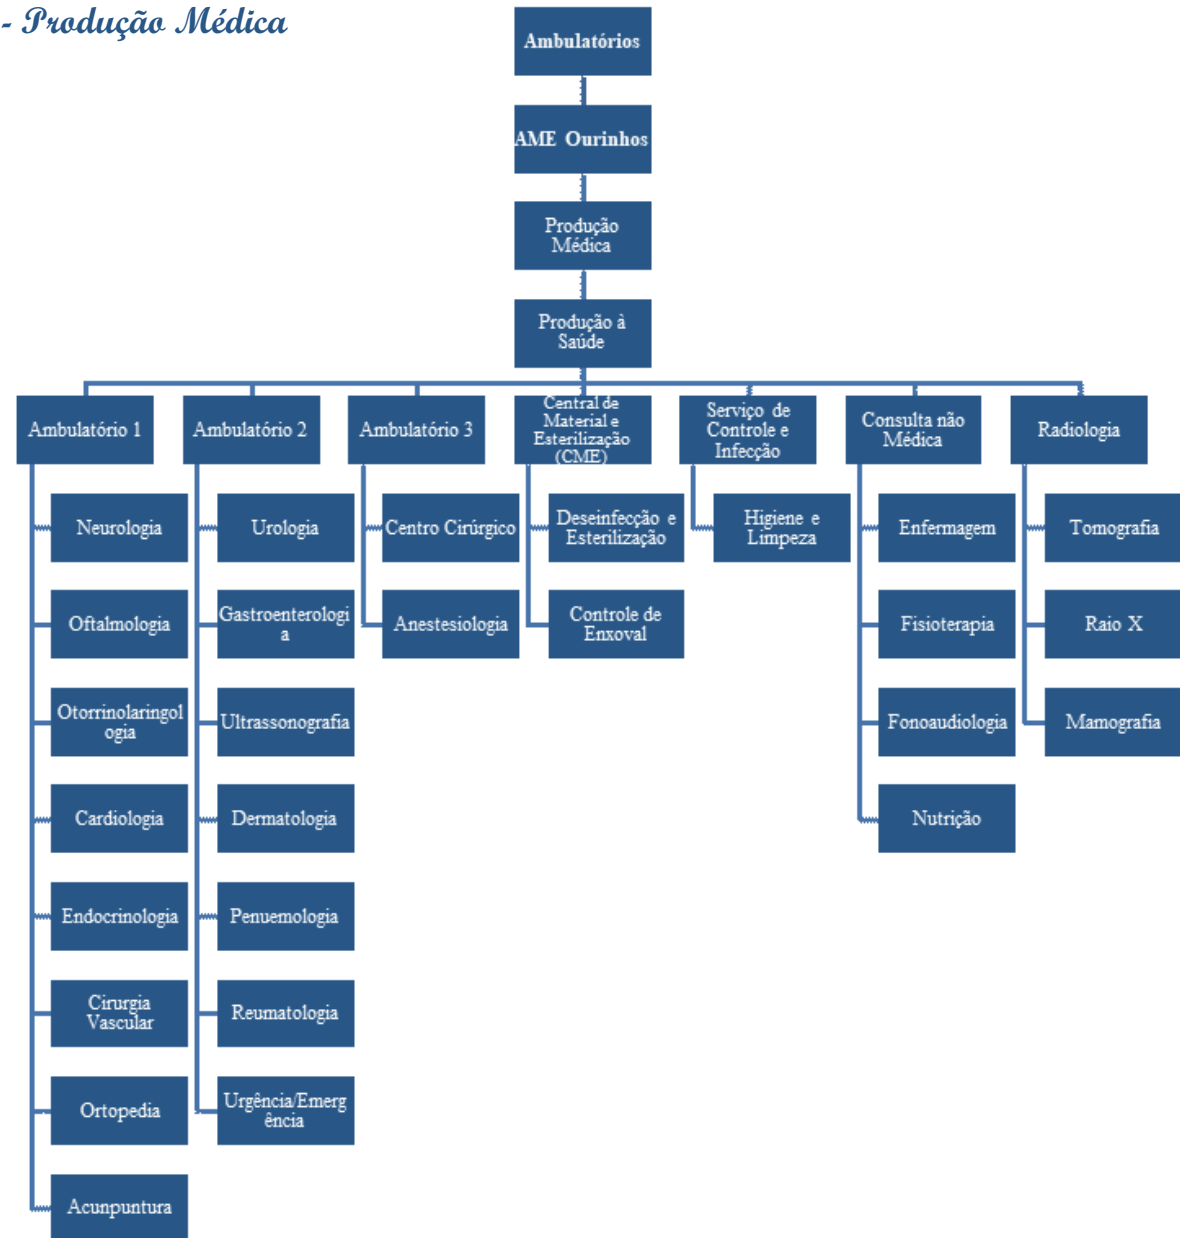 - Produção Médica
Ambulatórios
AME Ourinhos
Produção
Médica
Produção à
Saúde
Ambulatório 1
Ambulatório 2
Ambulatório 3
Central de
Material e
Esterilização
(CME)
Serviço de
Controle e
Infecção
Consulta não
Médica
Radiologia
Neurologia
Urologia
Centro Cirúrgico
Deseinfecção e
Esterilização
Higiene e
Limpeza
Enfermagem
Tomografia
Oftalmologia
Gastroenterologi
a
Anestesiologia
Controle de
Enxoval
Fisioterapia
Raio X
Otorrinolaringol
ogia
Ultrassonografia
Fonoaudiologia
Mamografia
Cardiologia
Dermatologia
Nutrição
Endocrinologia
Penuemologia
Cirurgia
Vascular
Reumatologia
Ortopedia
Urgência/Emerg
ência
Acunpuntura